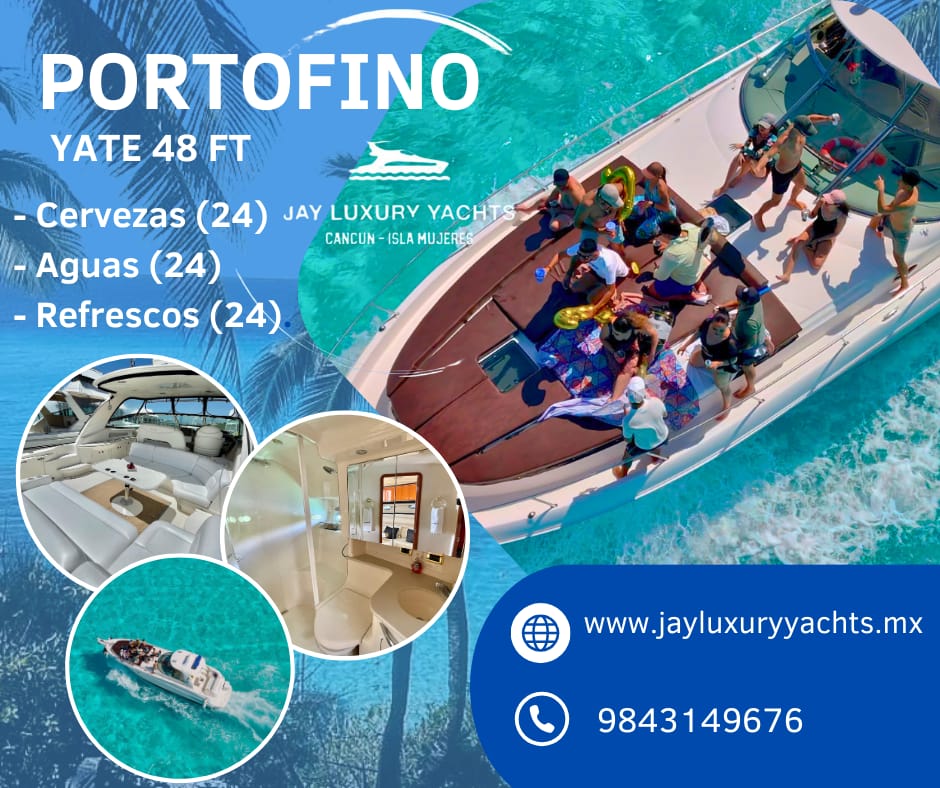 PORTOFINO
YATE 48 FT
- Cervezas (24)
- Aguas (24)
- Refrescos (24).
JAY LUXURY YACHTS
CANCUN - ISLA MUJERES
www.jayluxuryyachts.mx
9843149676